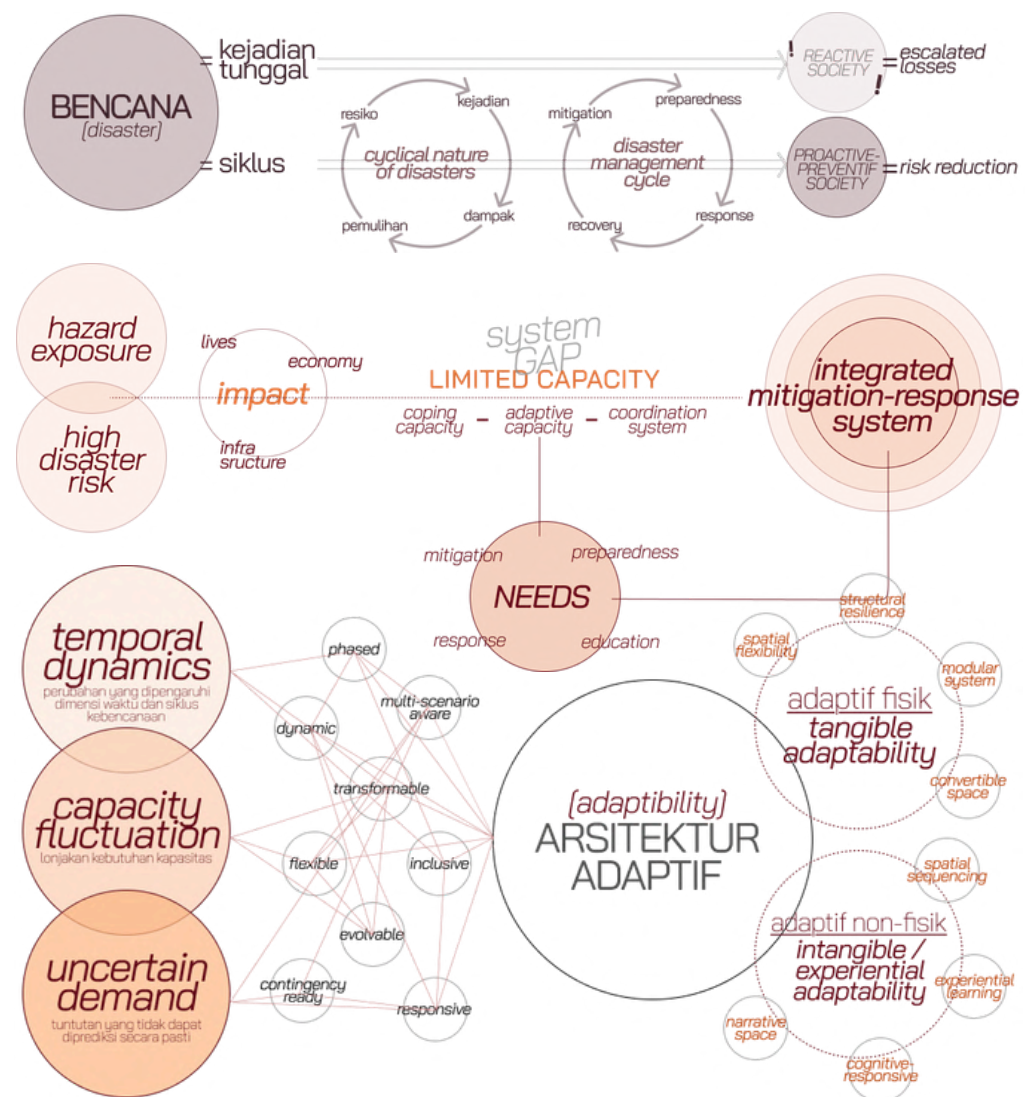 BENCANA
(disaster)
= kejadian
tunggal
= siklus
resiko
kejadian
cyclical nature
of disasters
pemulihan
dampak
mitigation
preparedness
disaster
management
cycle
recovery
response
!
REACTIVE
SOCIETY
!
= escalated
losses
PROACTIVE-
PREVENTIF
SOCIETY
= risk reduction
hazard
exposure
high
disaster
risk
lives
economy
impact
infra
sructure
system
GAP
LIMITED CAPACITY
coping
capacity
–
adaptive
capacity
–
coordination
system
integrated
mitigation-response
system
mitigation
preparedness
NEEDS
response
education
temporal
dynamics
perubahan yang dipengaruhi
dimensi waktu dan siklus
kebencanaan
capacity
fluctuation
lonjakan kebutuhan kapasitas
uncertain
demand
tuntutan yang tidak dapat
diprediksi secara pasti
phased
multi-scenario
aware
dynamic
transformable
flexible
inclusive
evolvable
contingency
ready
responsive
(adaptibility)
ARSITEKTUR
ADAPTIF
structural
resilience
spatial
flexibility
modular
system
adaptif fisik
tangible
adaptability
convertible
space
spatial
sequencing
adaptif non-fisik
intangible /
experiential
adaptability
experiential
learning
narrative
space
cognitive-
responsive